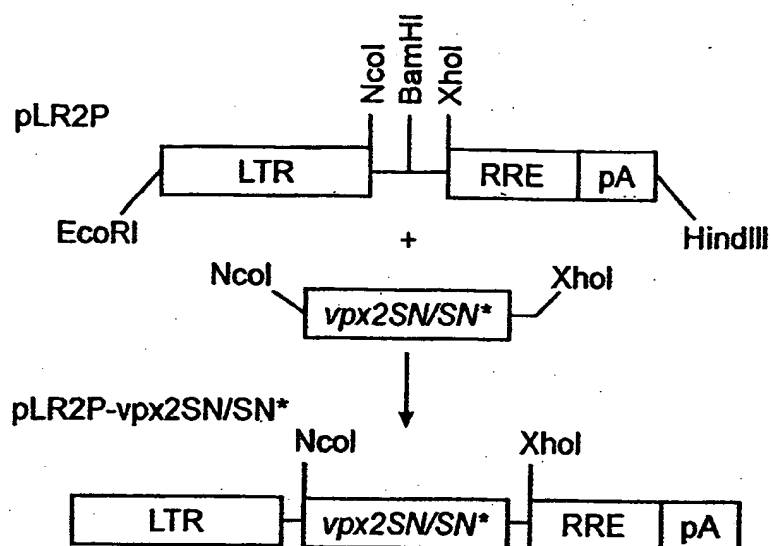 NcoI
BamHI
XhoI
pLR2P
LTR
RRE
pA
EcoRI
+
HindIII
NcoI
XhoI
vpx2SN/SN*
pLR2P-vpx2SN/SN*
NcoI
XhoI
LTR
vpx2SN/SN*
RRE
pA